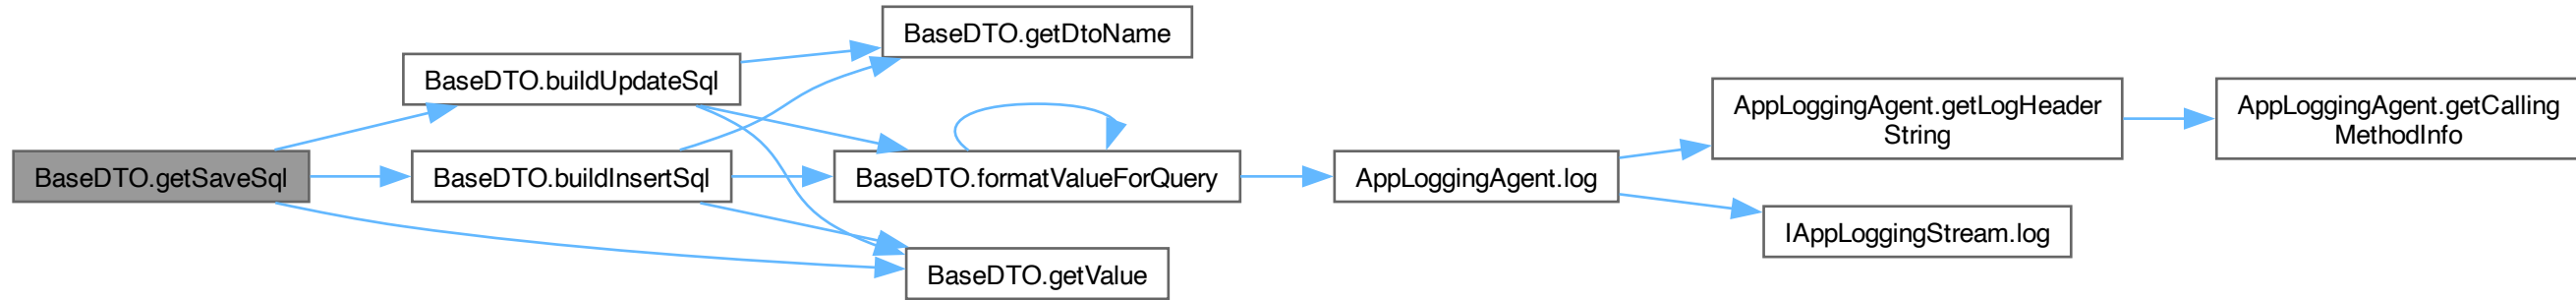 BaseDTO.getSaveSql
BaseDTO.buildUpdateSql
BaseDTO.buildInsertSql
BaseDTO.getDtoName
BaseDTO.formatValueForQuery
BaseDTO.getValue
AppLoggingAgent.log
AppLoggingAgent.getLogHeader
String
IAppLoggingStream.log
AppLoggingAgent.getCalling
MethodInfo